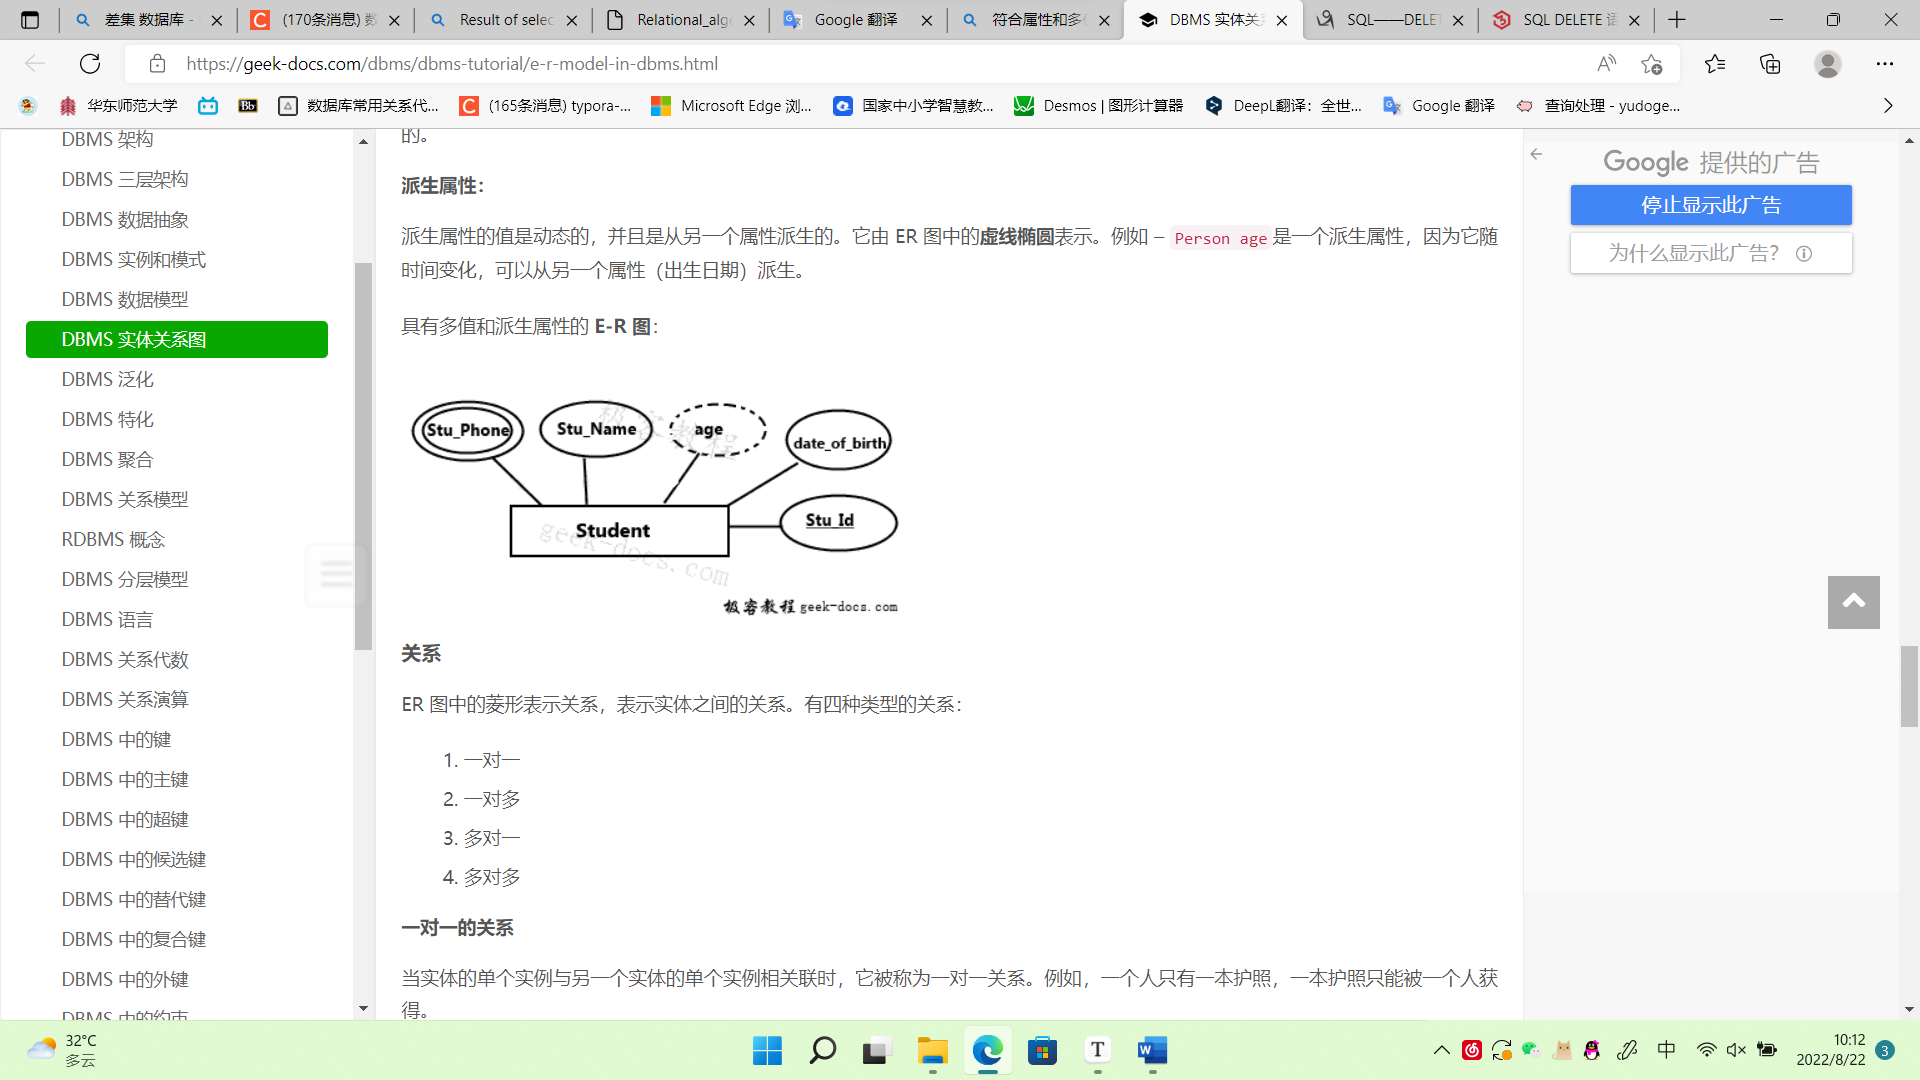 差集 数据库 -
(170条消息) 数
Result of selec
Relational_alge
Google 翻译
符合属性和多
DBMS 实体关
SQL——DELET
SQL DELETE 语
https://geek-docs.com/dbms/dbms-tutorial/e-r-model-in-dbms.html
华东师范大学
Bb
数据库常用关系代...
(165条消息) typora-...
Microsoft Edge 浏...
国家中小学智慧教...
Desmos | 图形计算器
DeepL翻译：全世...
Google 翻译
查询处理 - yudoge...
DBMS 架构
DBMS 三层架构
DBMS 数据抽象
DBMS 实例和模式
DBMS 数据模型
DBMS 实体关系图
DBMS 泛化
DBMS 特化
DBMS 聚合
DBMS 关系模型
RDBMS 概念
DBMS 分层模型
DBMS 语言
DBMS 关系代数
DBMS 关系演算
DBMS 中的键
DBMS 中的主键
DBMS 中的超键
DBMS 中的候选键
DBMS 中的替代键
DBMS 中的复合键
DBMS 中的外键
DBMS 中的约束
的。
派生属性：
派生属性的值是动态的，并且是从另一个属性派生的。它由 ER 图中的虚线椭圆表示。例如 – Person age是一个派生属性，因为它随
时间变化，可以从另一个属性（出生日期）派生。
具有多值和派生属性的 E-R 图：
Stu_Phone
Stu_Name
age
date_of_birth
Stu_Id
Student
极客教程
geek-docs.com
极客教程 geek-docs.com
关系
ER 图中的菱形表示关系，表示实体之间的关系。有四种类型的关系：
1. 一对一
2. 一对多
3. 多对一
4. 多对多
一对一的关系
当实体的单个实例与另一个实体的单个实例相关联时，它被称为一对一关系。例如，一个人只有一本护照，一本护照只能被一个人获
得。
Google 提供的广告
停止显示此广告
为什么显示此广告？
32°C
多云
中
10:12
2022/8/22
3